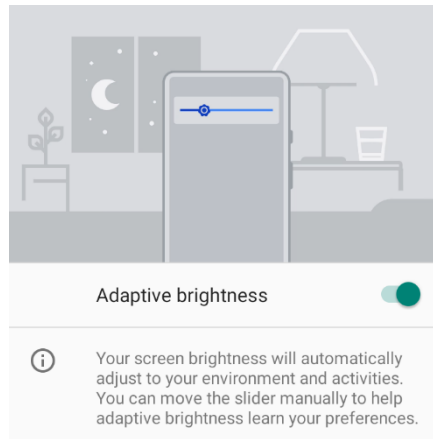 Adaptive brightness
Your screen brightness will automatically
adjust to your environment and activities.
You can move the slider manually to help
adaptive brightness learn your preferences.